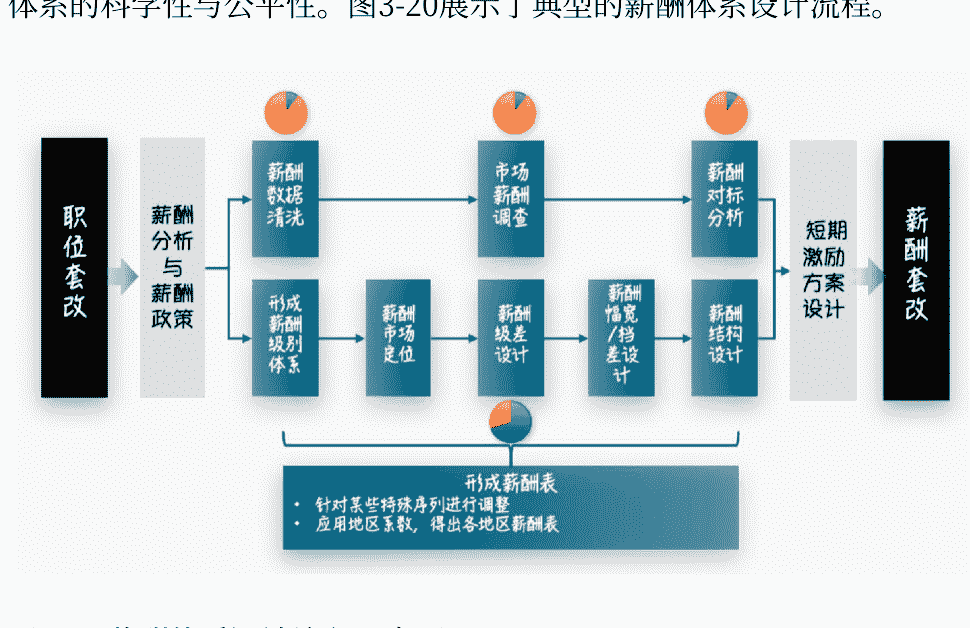 体系的科学性与公平性。图3-20展示了典型的薪酬体系设计流程。
职
位
套
改
薪酬
分析
与
薪酬
政策
薪酬
数据
清洗
市场
薪酬
调查
薪酬
对标
分析
形成
薪酬
级别
体系
薪酬
市场
定位
薪酬
级差
设计
薪酬
幅宽
/档
差设
计
薪酬
结构
设计
短期
激励
方案
设计
薪
酬
套
改
形成薪酬表
• 针对某些特殊序列进行调整
• 应用地区系数，得出各地区薪酬表